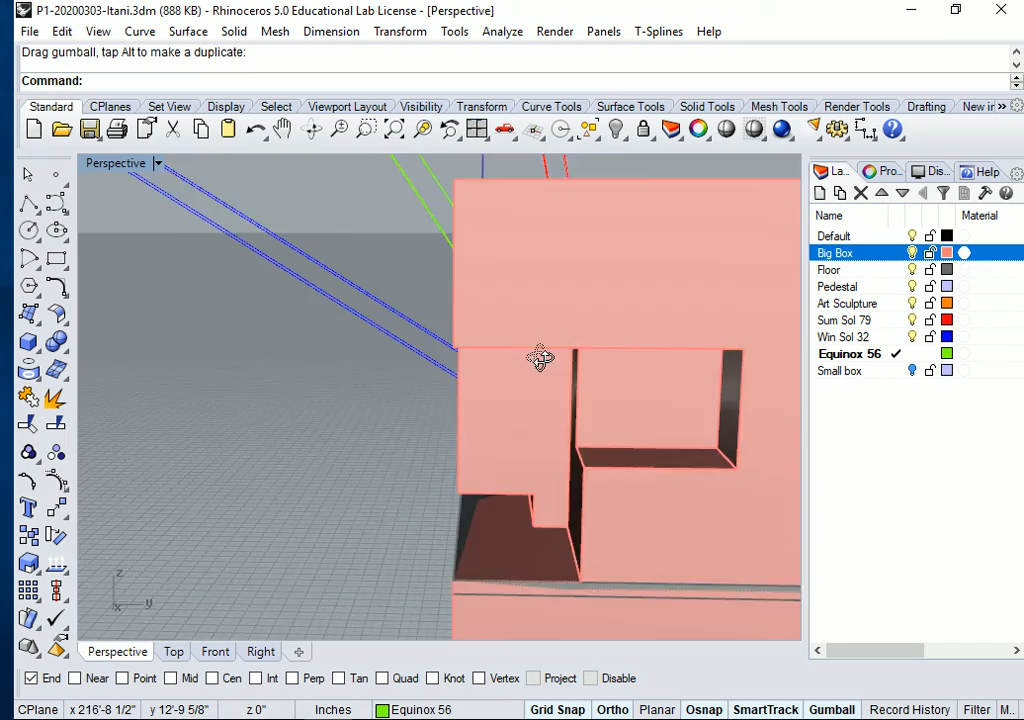 P1-20200303-Itani.3dm (888 KB) - Rhinoceros 5.0 Educational Lab License - [Perspective]
File Edit View Curve Surface Solid Mesh Dimension Transform Tools Analyze Render Panels T-Splines Help
Drag gumball, tap Alt to make a duplicate:
Command:
Standard CPlanes Set View Display Select Viewport Layout Visibility Transform Curve Tools Surface Tools Solid Tools Mesh Tools Render Tools Drafting New in »
Perspective
La... Pro... Dis... Help
Name Material
Default
Big Box
Floor
Pedestal
Art Sculpture
Sum Sol 79
Win Sol 32
Equinox 56
Small box
z
x y
Perspective Top Front Right
End Near Point Mid Cen Int Perp Tan Quad Knot Vertex Project Disable
CPlane x 216'-8 1/2" y 12'-9 5/8" z 0" Inches Equinox 56 Grid Snap Ortho Planar Osnap SmartTrack Gumball Record History Filter M...